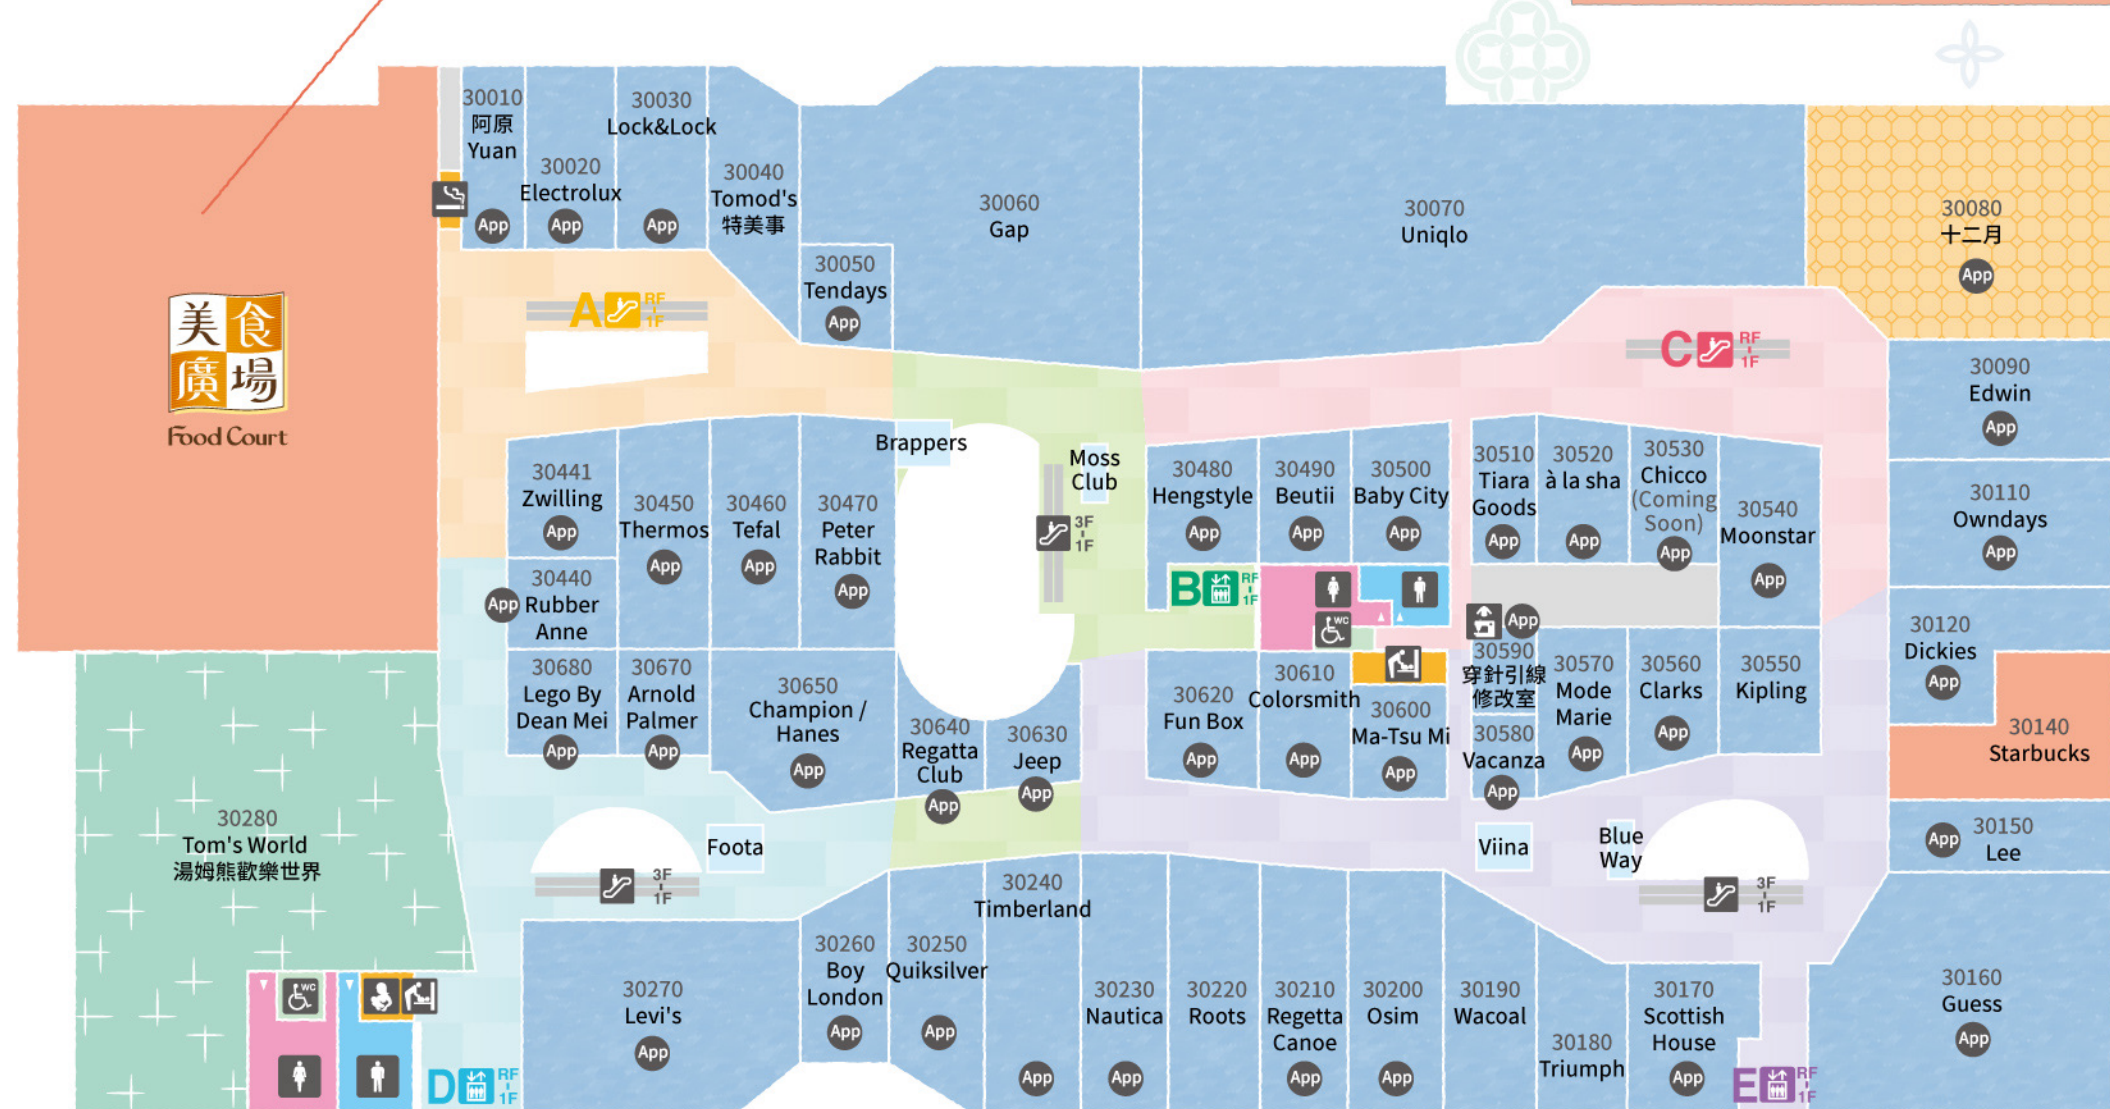 30010
阿原
Yuan
App
30020
Electrolux
App
30030
Lock&Lock
App
30040
Tomod's
特美事
30050
Tendays
App
30060
Gap
30070
Uniqlo
30080
十二月
App
A
RF
1F
C
RF
1F
美食
廣場
Food Court
30090
Edwin
App
30110
Owndays
App
30120
Dickies
App
30140
Starbucks
30150
Lee
App
30160
Guess
App
30441
Zwilling
App
30440
Rubber
Anne
App
30450
Thermos
App
30460
Tefal
App
30470
Peter
Rabbit
App
Brappers
Moss
Club
3F
1F
30480
Hengstyle
App
30490
Beutii
App
30500
Baby City
App
30510
Tiara
Goods
App
30520
à la sha
App
30530
Chicco
(Coming
Soon)
App
30540
Moonstar
App
B
RF
1F
WC
App
30680
Lego By
Dean Mei
App
30670
Arnold
Palmer
App
30650
Champion /
Hanes
App
30640
Regatta
Club
App
30630
Jeep
App
30620
Fun Box
App
30610
Colorsmith
App
30600
Ma-Tsu Mi
App
30590
穿針引線
修改室
30580
Vacanza
App
30570
Mode
Marie
App
30560
Clarks
App
30550
Kipling
30280
Tom's World
湯姆熊歡樂世界
Foota
3F
1F
Viina
Blue
Way
3F
1F
WC
D
RF
1F
30270
Levi's
App
30260
Boy
London
App
30250
Quiksilver
App
30240
Timberland
App
30230
Nautica
App
30220
Roots
30210
Regetta
Canoe
App
30200
Osim
App
30190
Wacoal
30180
Triumph
30170
Scottish
House
App
E
RF
1F